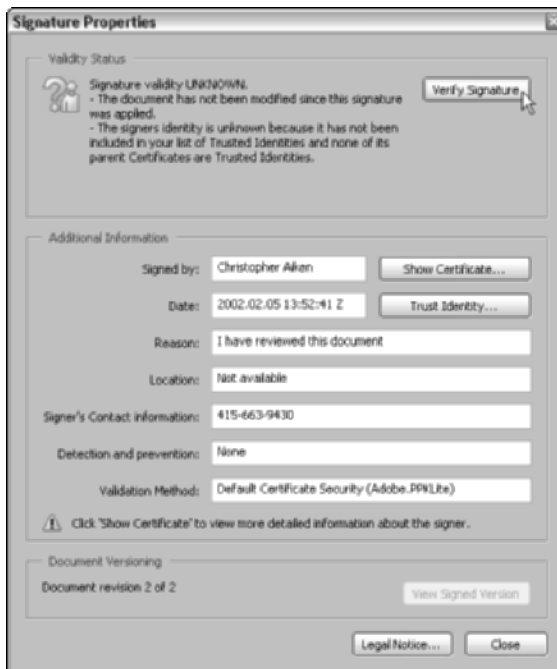 Signature Properties
Validity Status
Signature validity UNKNOWN.
- The document has not been modified since this signature
was applied.
- The signers identity is unknown because it has not been
included in your list of Trusted Identities and none of its
parent Certificates are Trusted Identities.
Verify Signature
Additional Information
Signed by: Christopher Aiken Show Certificate...
Date: 2002.02.05 13:52:41 Z Trust Identity...
Reason: I have reviewed this document
Location: Not available
Signer's Contact information: 415-663-9430
Detection and prevention: None
Validation Method: Default Certificate Security (Adobe.PPKLite)
Click 'Show Certificate' to view more detailed information about the signer.
Document Versioning
Document revision 2 of 2
View Signed Version
Legal Notice... Close